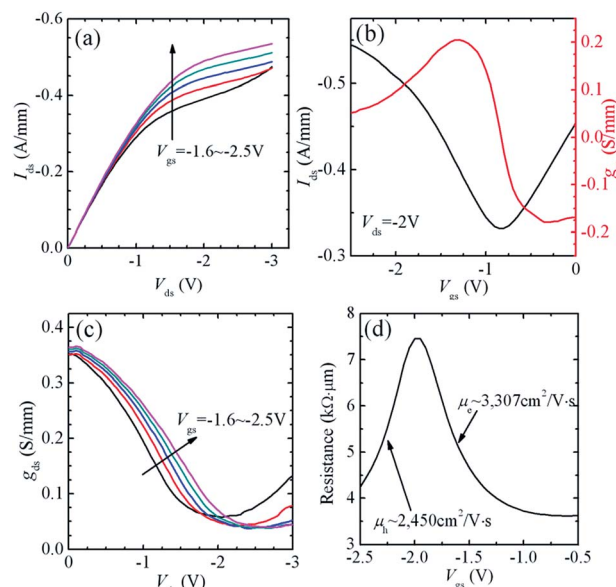 (a)
-0.6
-0.4
-0.2
0.0
I_ds (A/mm)
V_gs=-1.6~-2.5V
0 -1 -2 -3
V_ds (V)
(b)
-0.5
-0.4
-0.3
I_ds (A/mm)
V_ds=-2V
0.2
0.1
0.0
-0.1
-0.2
g (S/mm)
-2 -1 0
V_gs (V)
(c)
0.4
0.3
0.2
0.1
0.0
g_ds (S/mm)
V_gs=-1.6~-2.5V
0 -1 -2 -3
(V)
(d)
8
7
6
5
4
3
Resistance (kΩ·μm)
μ_e~3,307cm²/V·s
μ_h~2,450cm²/V·s
-2.5 -2.0 -1.5 -1.0 -0.5
V_gs (V)